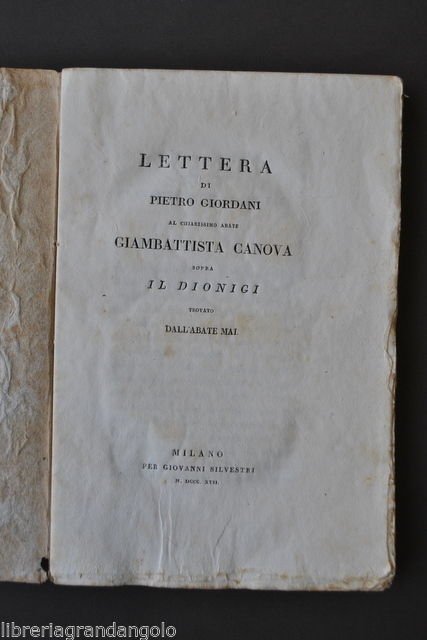 LETTERA
DI
PIETRO GIORDANI
AL CHIARISSIMO ABATE
GIAMBATTISTA CANOVA
SOPRA
IL DIONIGI
TROVATO
DALL'ABATE MAI.
MILANO
PER GIOVANNI SILVESTRI
M. DCCC. XVII.
libreriagrandangolo